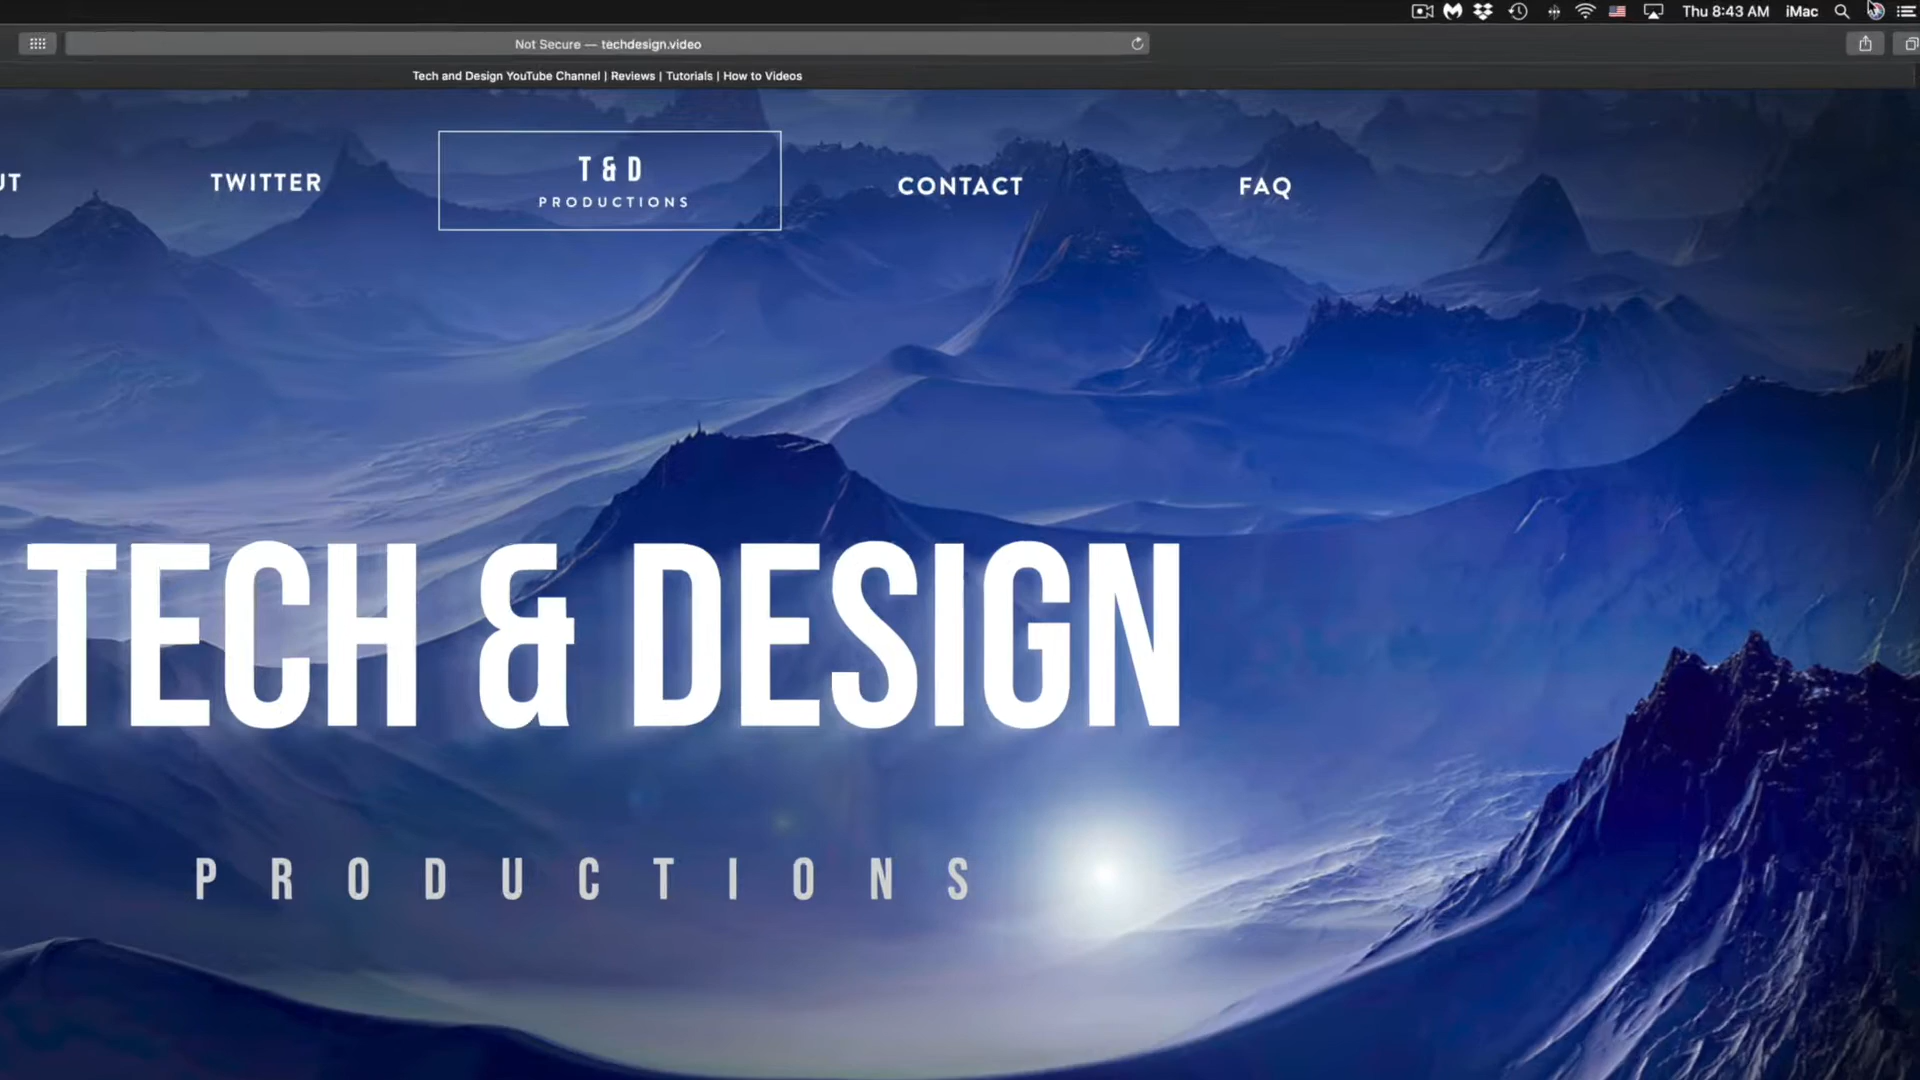 Thu 8:43 AM iMac
Not Secure — techdesign.video
Tech and Design YouTube Channel | Reviews | Tutorials | How to Videos
UT TWITTER T & D CONTACT FAQ
PRODUCTIONS
TECH & DESIGN
PRODUCTIONS